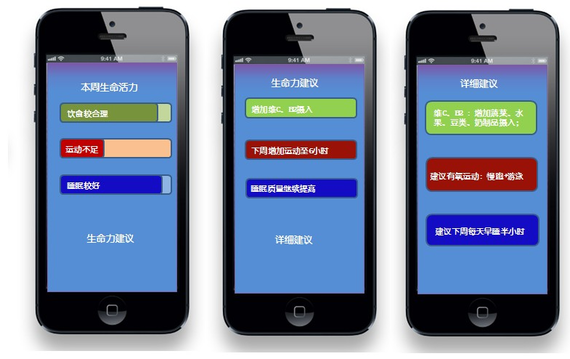 9:41 AM
本周生命活力
饮食较合理
运动不足
睡眠较好
生命力建议
9:41 AM
生命力建议
增加维C、摄入
下周增加运动至6小时
睡眠质量继续提高
详细建议
9:41 AM
详细建议
维C、：增加蔬菜、水
果、豆类、奶制品摄入；
建议有氧运动：慢跑+游泳
建议下周每天早睡半小时